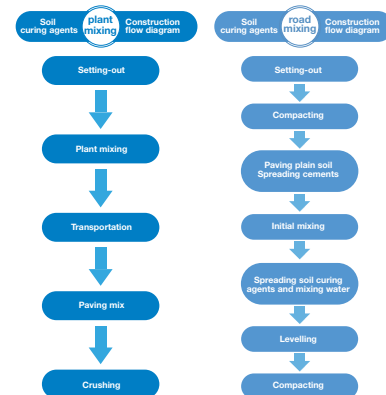 Soil
curing agents
plant
mixing
Construction
flow diagram
Setting-out
Plant mixing
Transportation
Paving mix
Crushing
Soil
curing agents
road
mixing
Construction
flow diagram
Setting-out
Compacting
Paving plain soil
Spreading cements
Initial mixing
Spreading soil curing
agents and mixing water
Levelling
Compacting